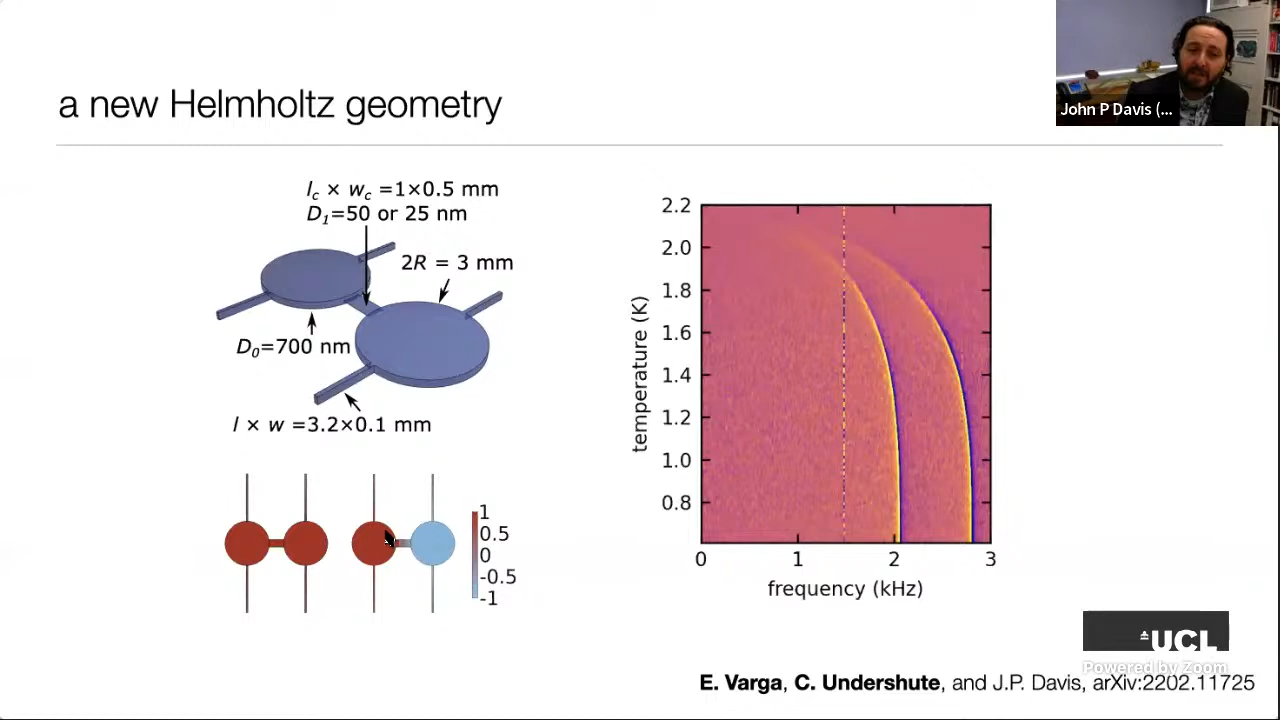 a new Helmholtz geometry
John P Davis (...
l_c × w_c =1×0.5 mm
D_1=50 or 25 nm
2R = 3 mm
D_0=700 nm
l × w =3.2×0.1 mm
1
0.5
0
-0.5
-1
2.2
2.0
1.8
1.6
1.4
1.2
1.0
0.8
temperature (K)
0 1 2 3
frequency (kHz)
UCL
Powered by Zoom
E. Varga, C. Undershute, and J.P. Davis, arXiv:2202.11725